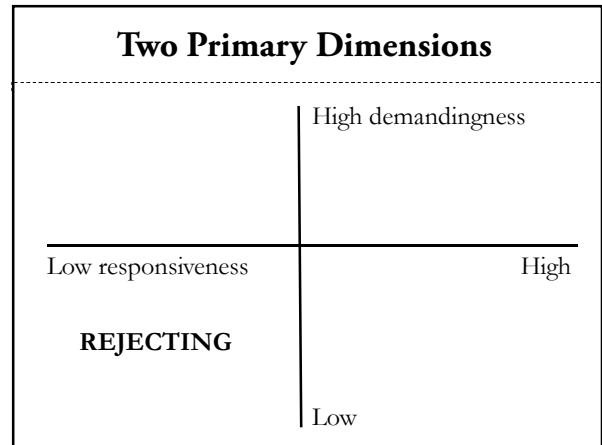 Two Primary Dimensions
High demandingness
Low responsiveness
High
REJECTING
Low